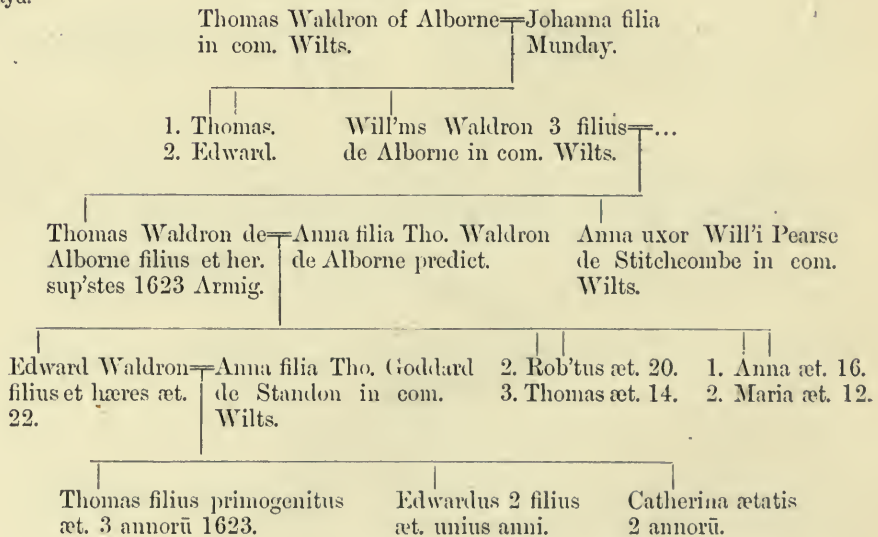 Thomas Waldron of Alborne=Johanna filia
in com. Wilts. Munday.
1. Thomas.
2. Edward.
Will'ms Waldron 3 filius=...
de Alborne in com. Wilts.
Thomas Waldron de=
Alborne filius et her.
sup'stes 1623 Armig.
Anna filia Tho. Waldron
de Alborne predict.
Anna uxor Will'i Pearse
de Stitchcombe in com.
Wilts.
Edward Waldron=
filius et hæres æt.
22.
Anna filia Tho. Goddard
de Standon in com.
Wilts.
2. Rob'tus æt. 20.
3. Thomas æt. 14.
1. Anna æt. 16.
2. Maria æt. 12.
Thomas filius primogenitus
æt. 3 annorū 1623.
Edwardus 2 filius
æt. unius anni.
Catherina ætatis
2 annorū.